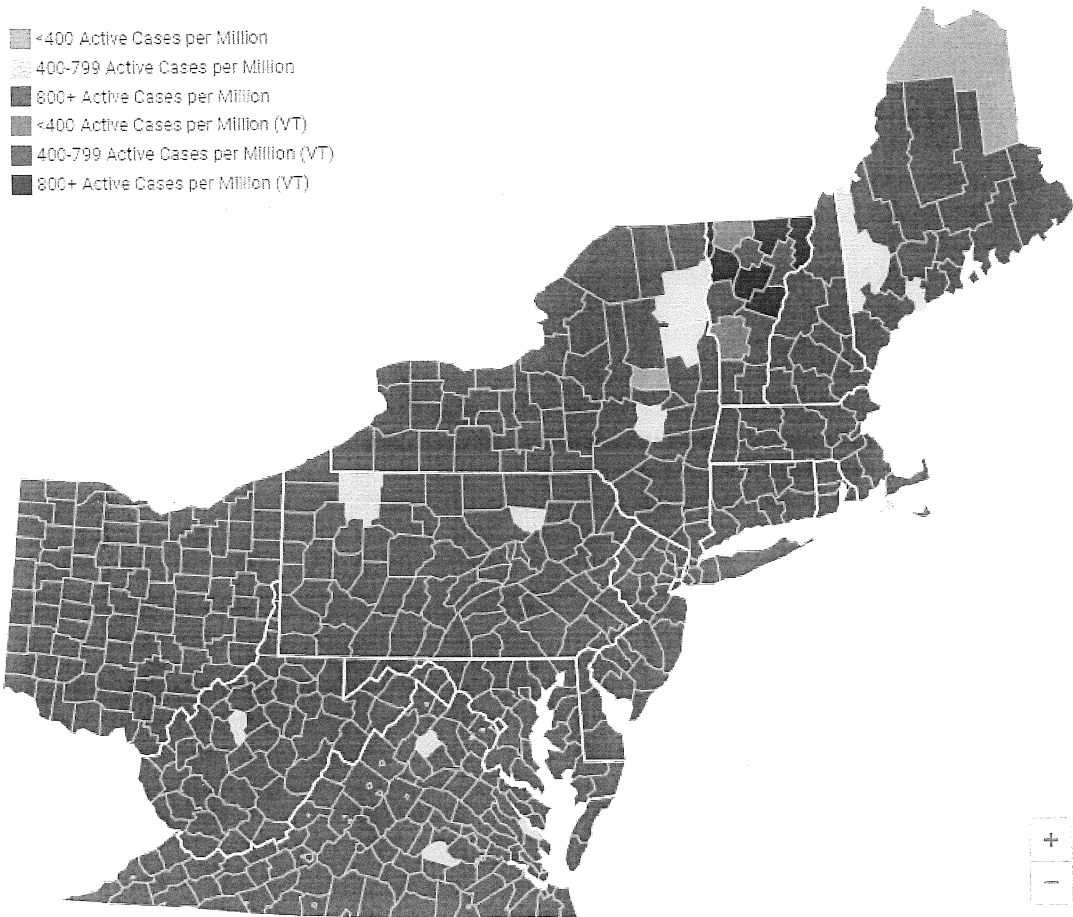 <400 Active Cases per Million
400-799 Active Cases per Million
800+ Active Cases per Million
<400 Active Cases per Million (VT)
400-799 Active Cases per Million (VT)
800+ Active Cases per Million (VT)
+
−